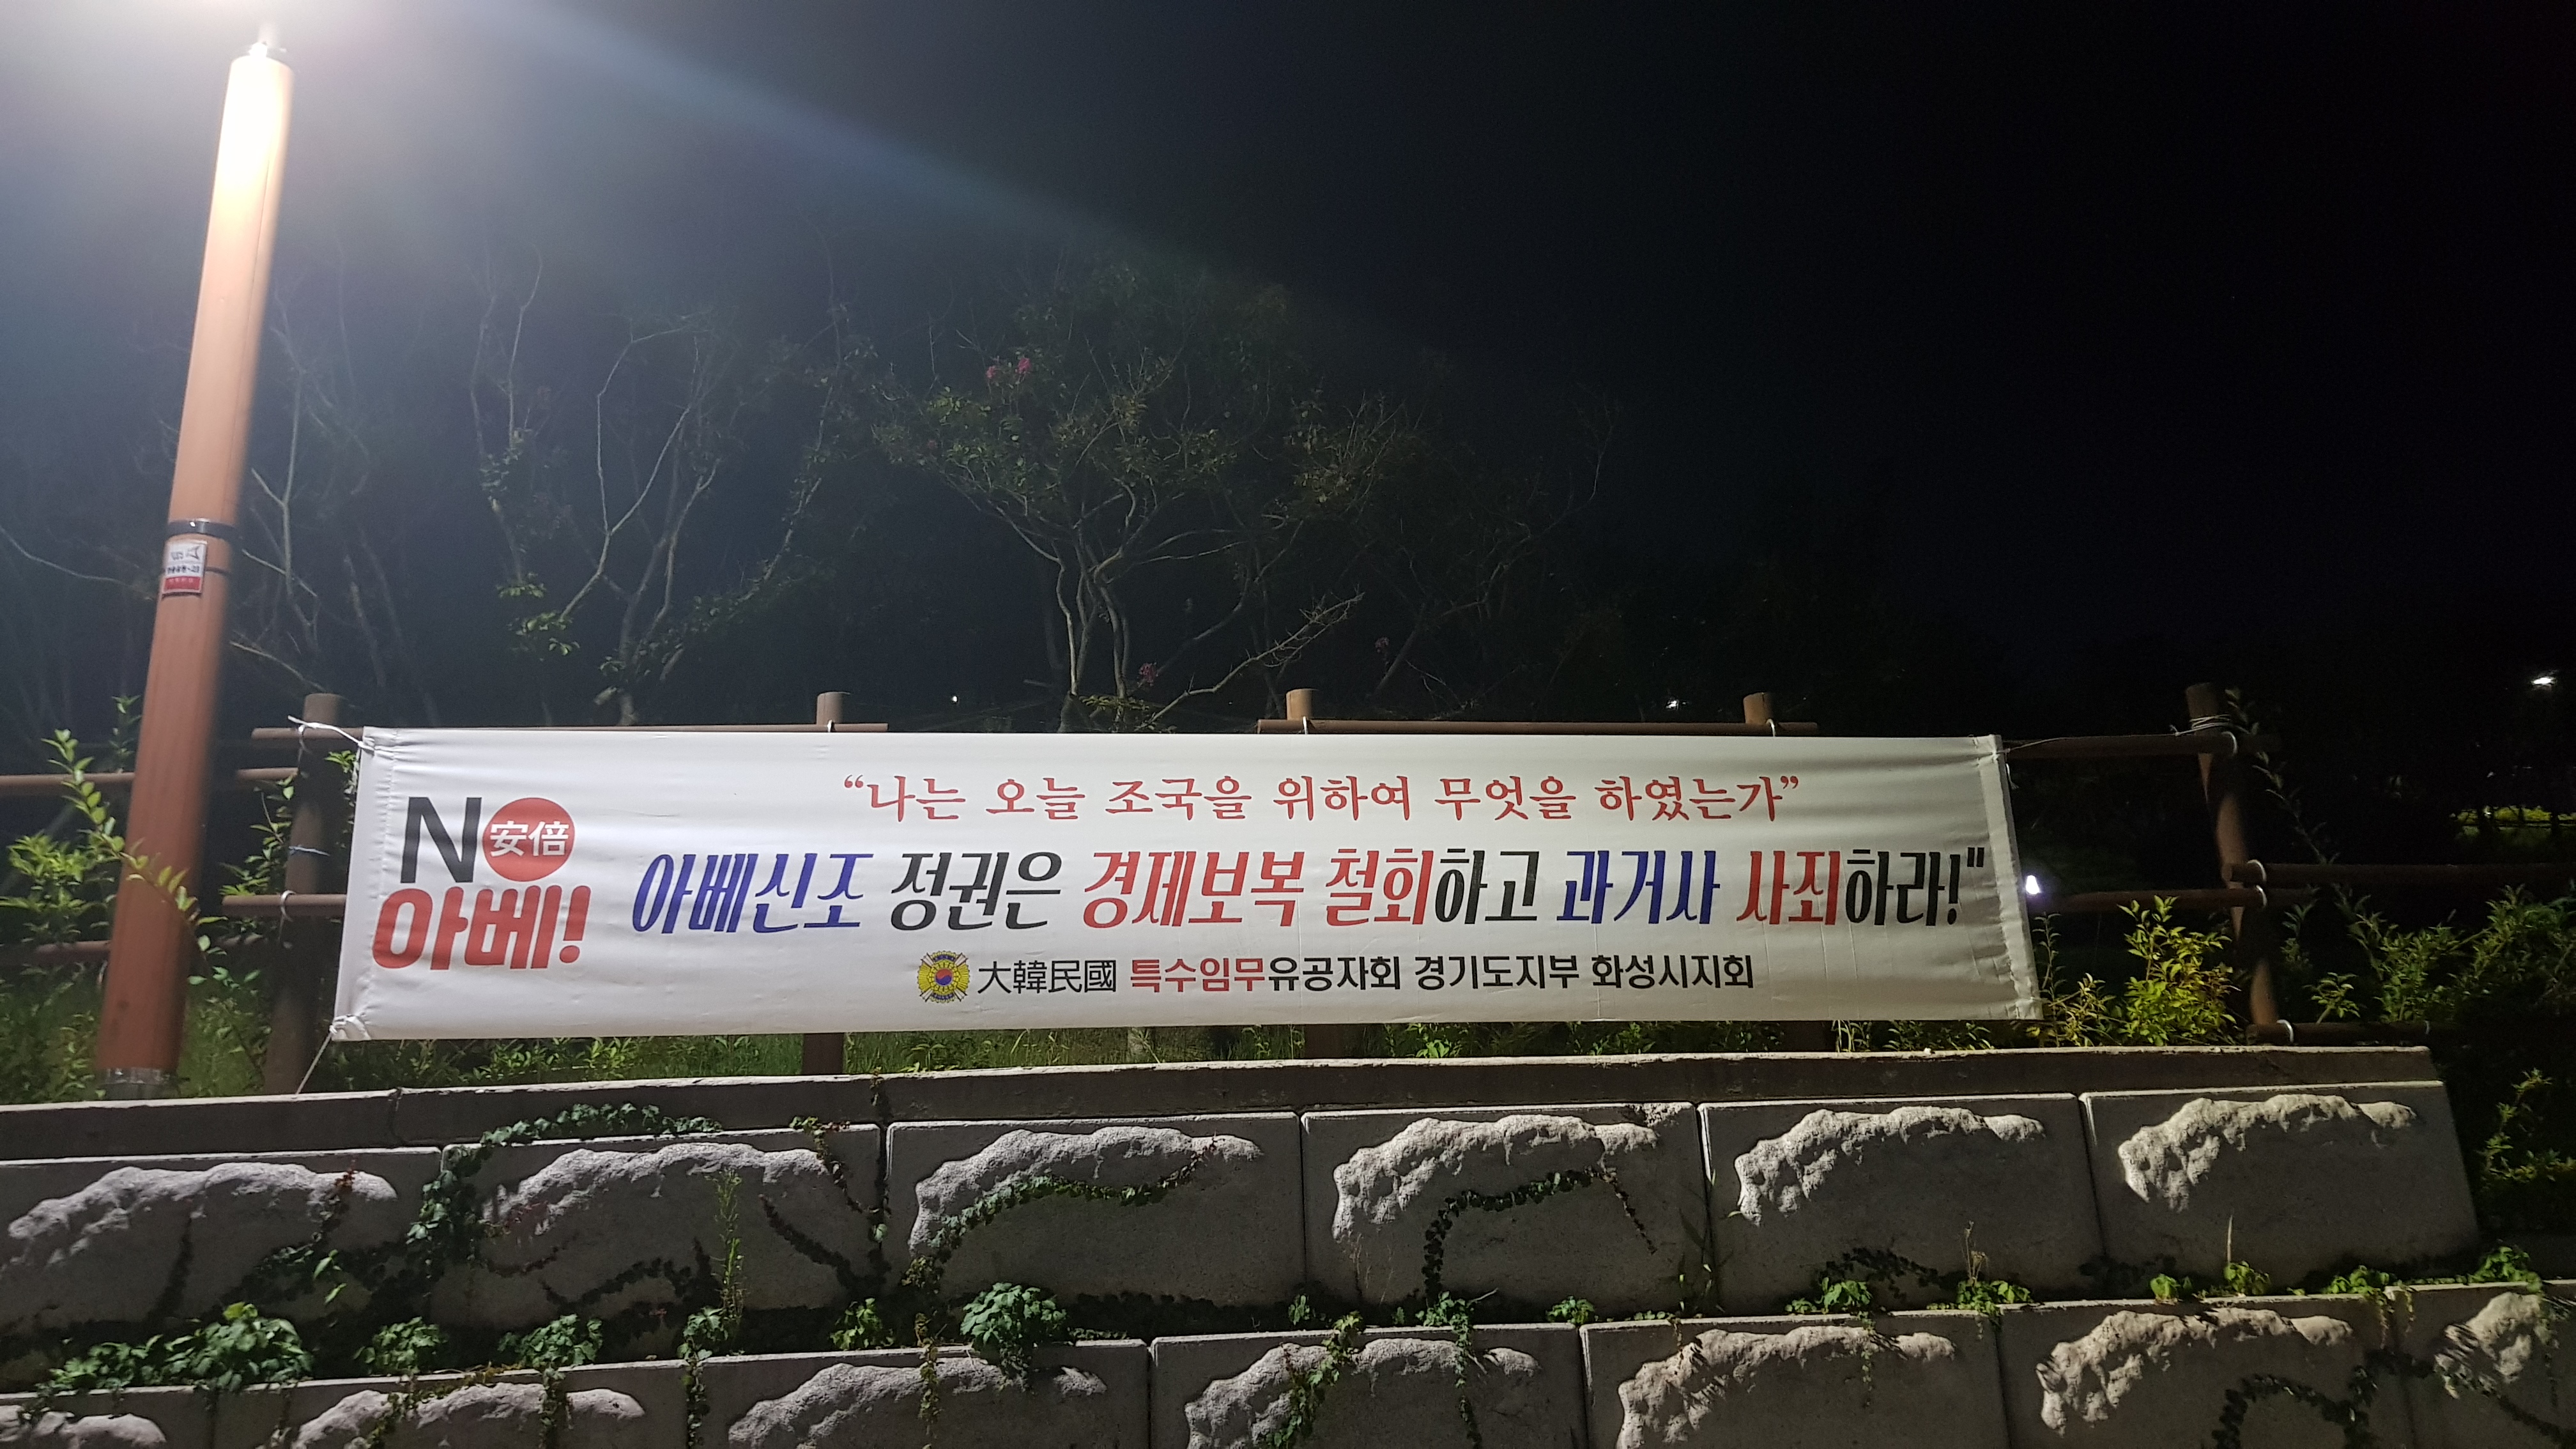 "나는 오늘 조국을 위하여 무엇을 하였는가"
N安倍
아베!
아베신조 정권은 경제보복 철회하고 과거사 사죄하라!"
大韓民國 특수임무유공자회 경기도지부 화성시지회